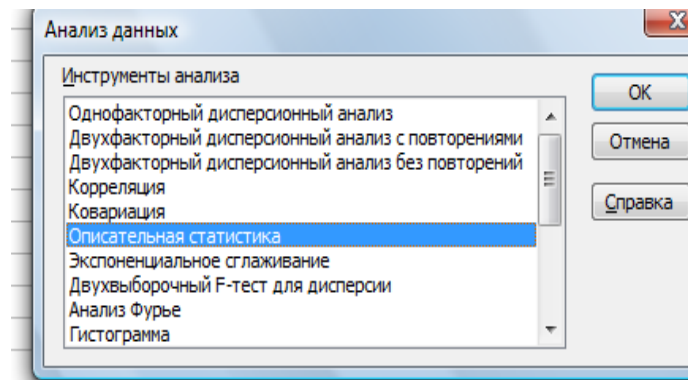 Анализ данных
Инструменты анализа
Однофакторный дисперсионный анализ
Двухфакторный дисперсионный анализ с повторениями
Двухфакторный дисперсионный анализ без повторений
Корреляция
Ковариация
Описательная статистика
Экспоненциальное сглаживание
Двухвыборочный F-тест для дисперсии
Анализ Фурье
Гистограмма
OK
Отмена
Справка